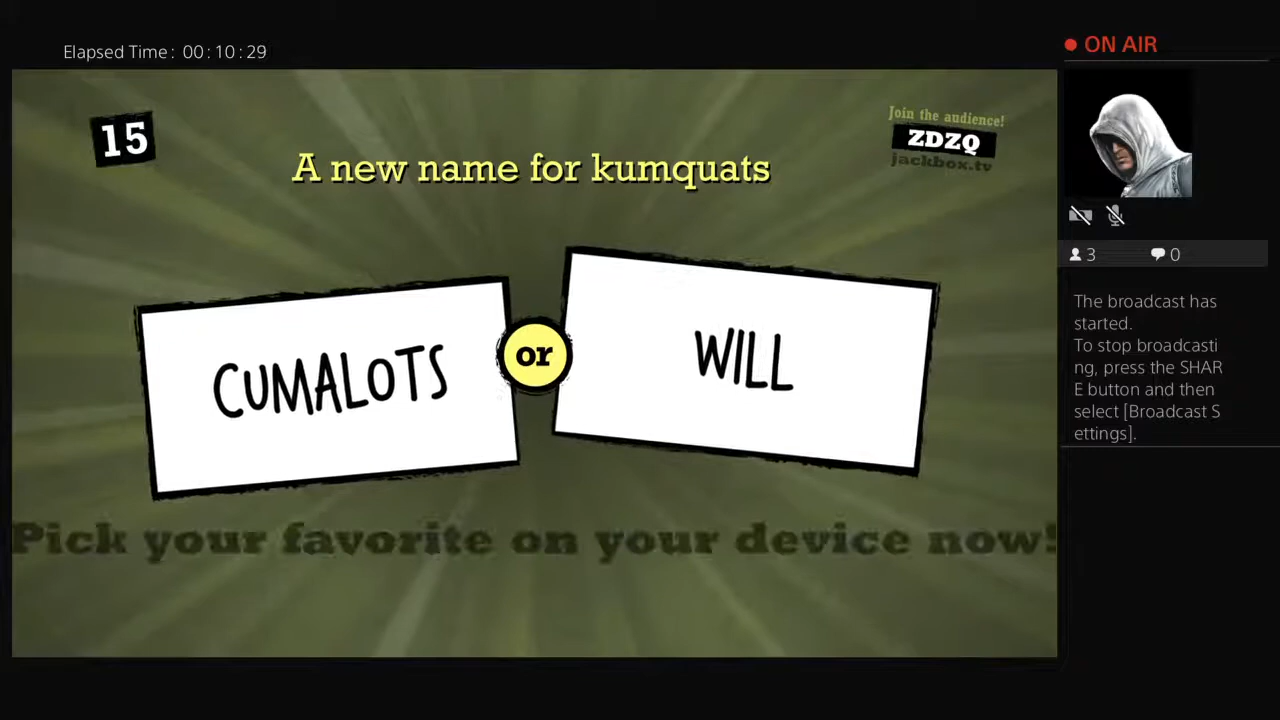 Elapsed Time: 00:10:29
ON AIR
15
Join the audience!
ZDZQ
jackbox.tv
A new name for kumquats
CUMALOTS
or
WILL
Pick your favorite on your device now!
3
0
The broadcast has
started.
To stop broadcasti
ng, press the SHAR
E button and then
select [Broadcast S
ettings].